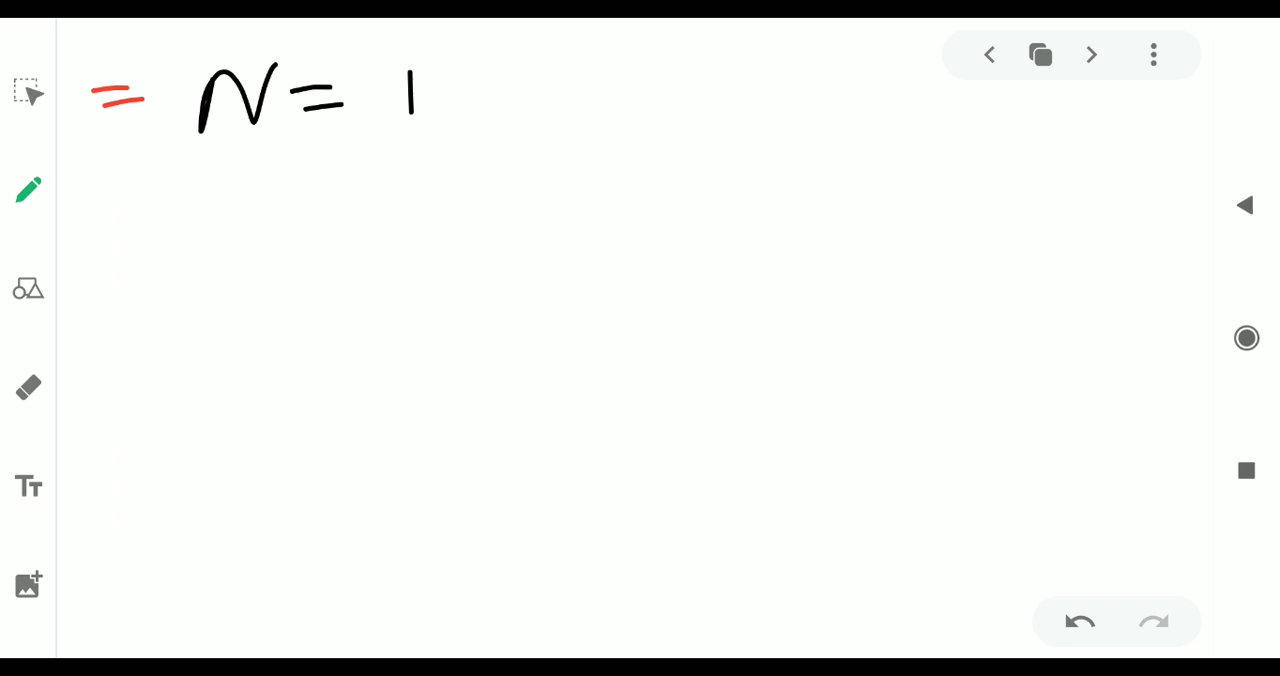 = N = 1